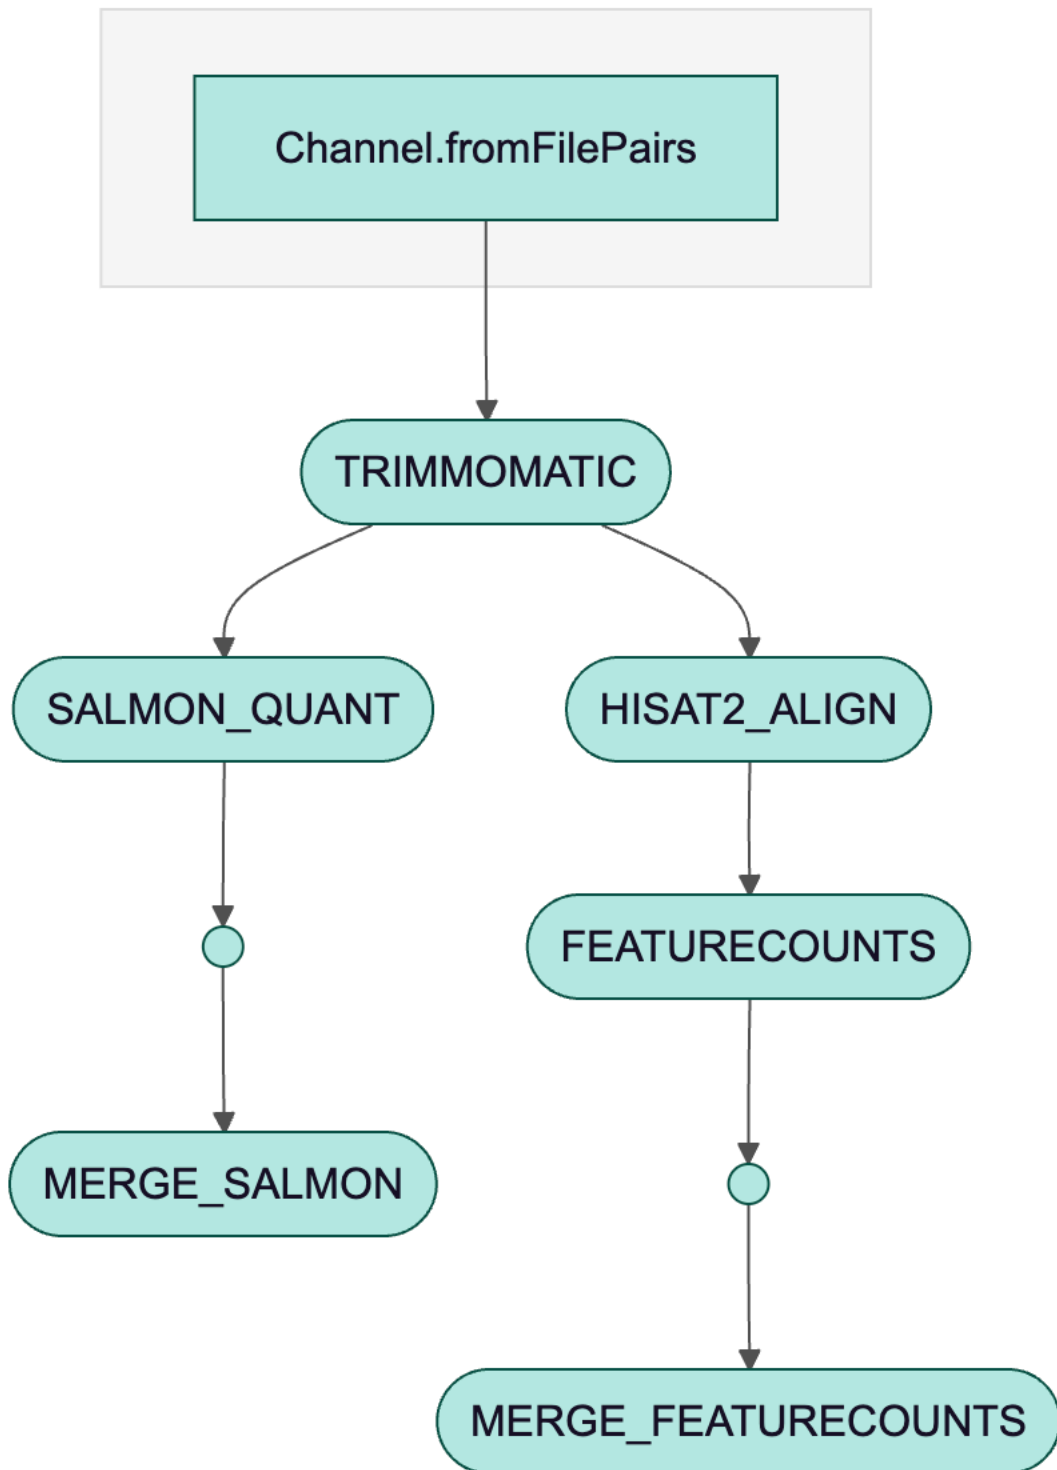 Channel.fromFilePairs
TRIMMOMATIC
SALMON_QUANT
HISAT2_ALIGN
FEATURECOUNTS
MERGE_SALMON
MERGE_FEATURECOUNTS